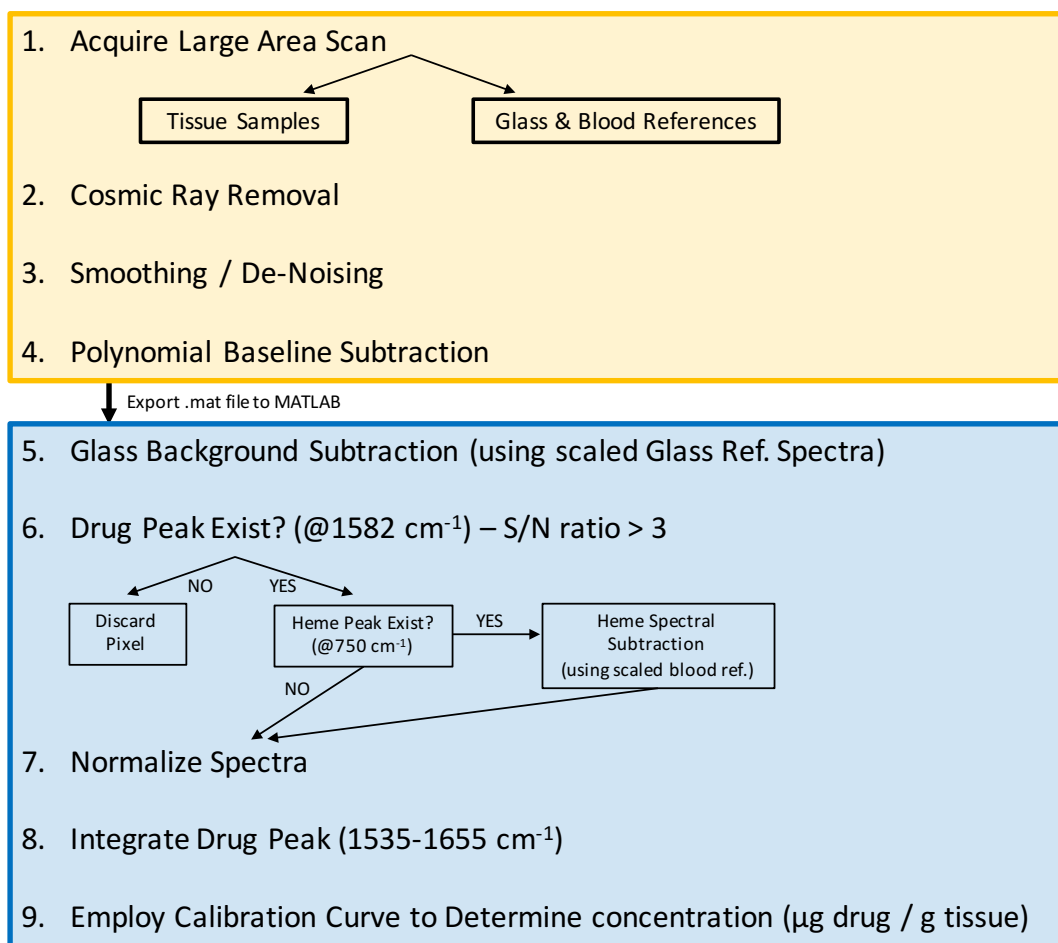 1. Acquire Large Area Scan
Tissue Samples
Glass & Blood References
2. Cosmic Ray Removal
3. Smoothing / De-Noising
4. Polynomial Baseline Subtraction
Export .mat file to MATLAB
5. Glass Background Subtraction (using scaled Glass Ref. Spectra)
6. Drug Peak Exist? (@1582 cm⁻¹) – S/N ratio > 3
NO
YES
Discard
Pixel
Heme Peak Exist?
(@750 cm⁻¹)
YES
Heme Spectral
Subtraction
(using scaled blood ref.)
NO
7. Normalize Spectra
8. Integrate Drug Peak (1535-1655 cm⁻¹)
9. Employ Calibration Curve to Determine concentration (µg drug / g tissue)